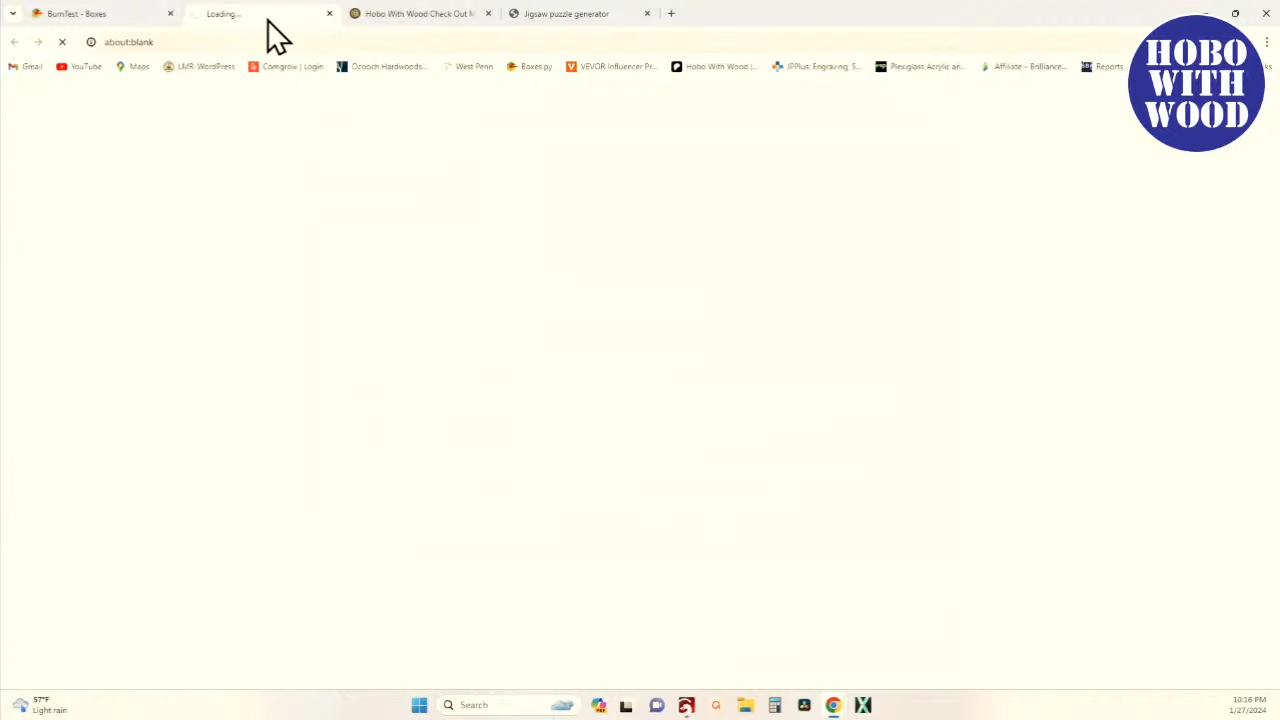 BurnTest - Boxes
Loading...
Hobo With Wood Check Out M
Jigsaw puzzle generator
about:blank
Gmail
YouTube
Maps
LMR-WordPress
Comgrow | Login
Ocooch Hardwoods...
West Penn
Boxes.py
VEVOR Influencer Pr...
Hobo With Wood |...
JPPlus: Engraving, S...
Plexiglass Acrylic an...
Affiliate – Brilliance...
Reports
ks
HOBO
WITH
WOOD
57°F
Light rain
Search
10:16 PM
1/27/2024